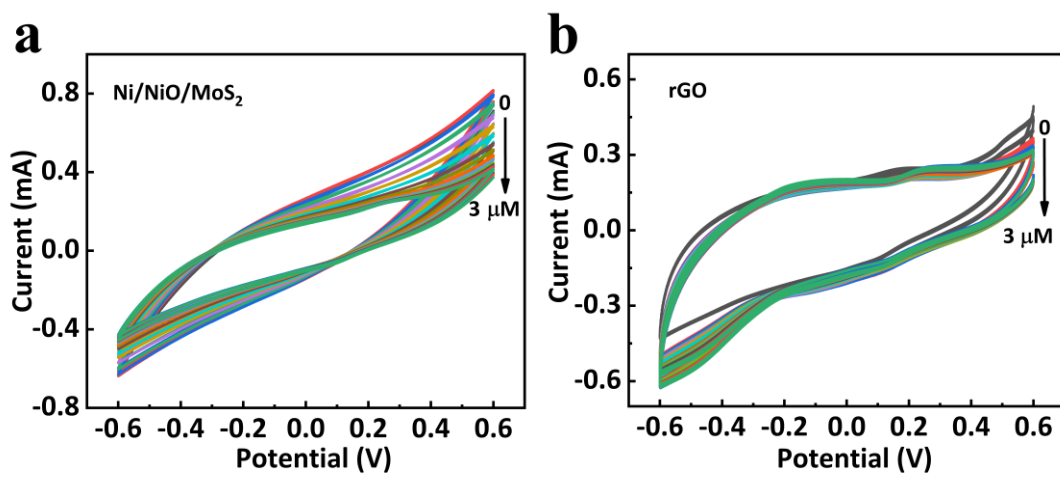 a
Ni/NiO/MoS₂
0
3 μM
0.8
0.4
0.0
-0.4
-0.8
Current (mA)
-0.6 -0.4 -0.2 0.0 0.2 0.4 0.6
Potential (V)
b
rGO
0
3 μM
0.6
0.3
0.0
-0.3
-0.6
Current (mA)
-0.6 -0.4 -0.2 0.0 0.2 0.4 0.6
Potential (V)